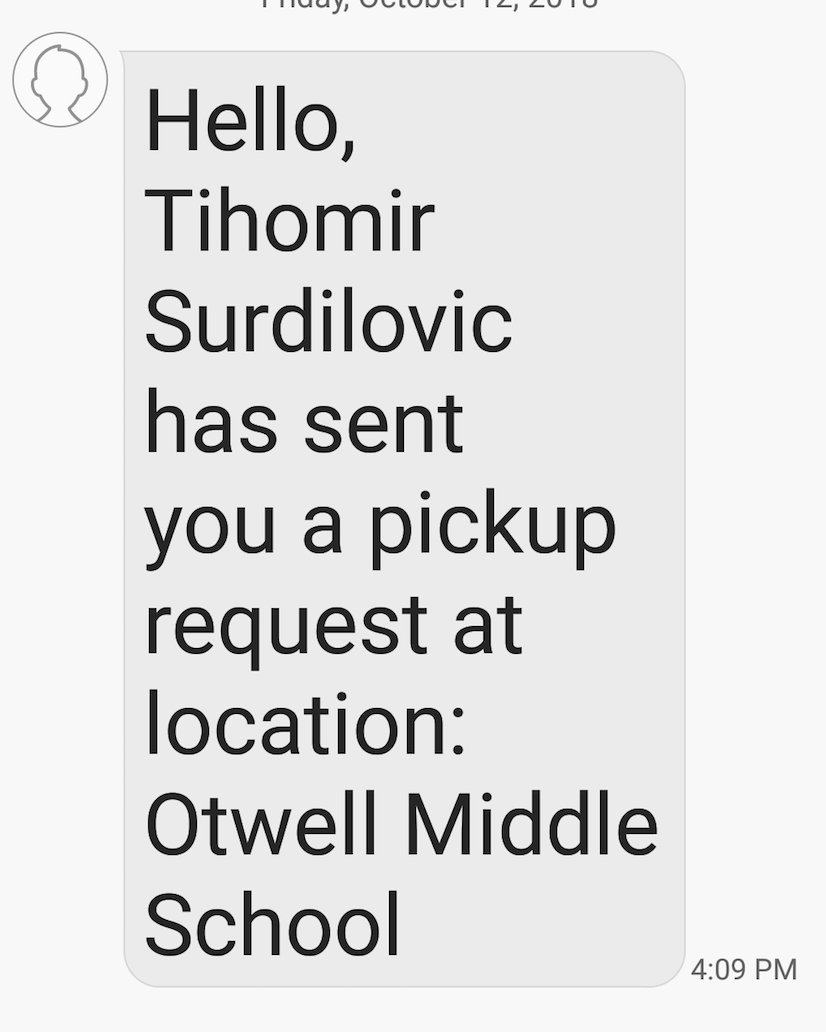 Friday, October 12, 2018
Hello,
Tihomir
Surdilovic
has sent
you a pickup
request at
location:
Otwell Middle
School
4:09 PM